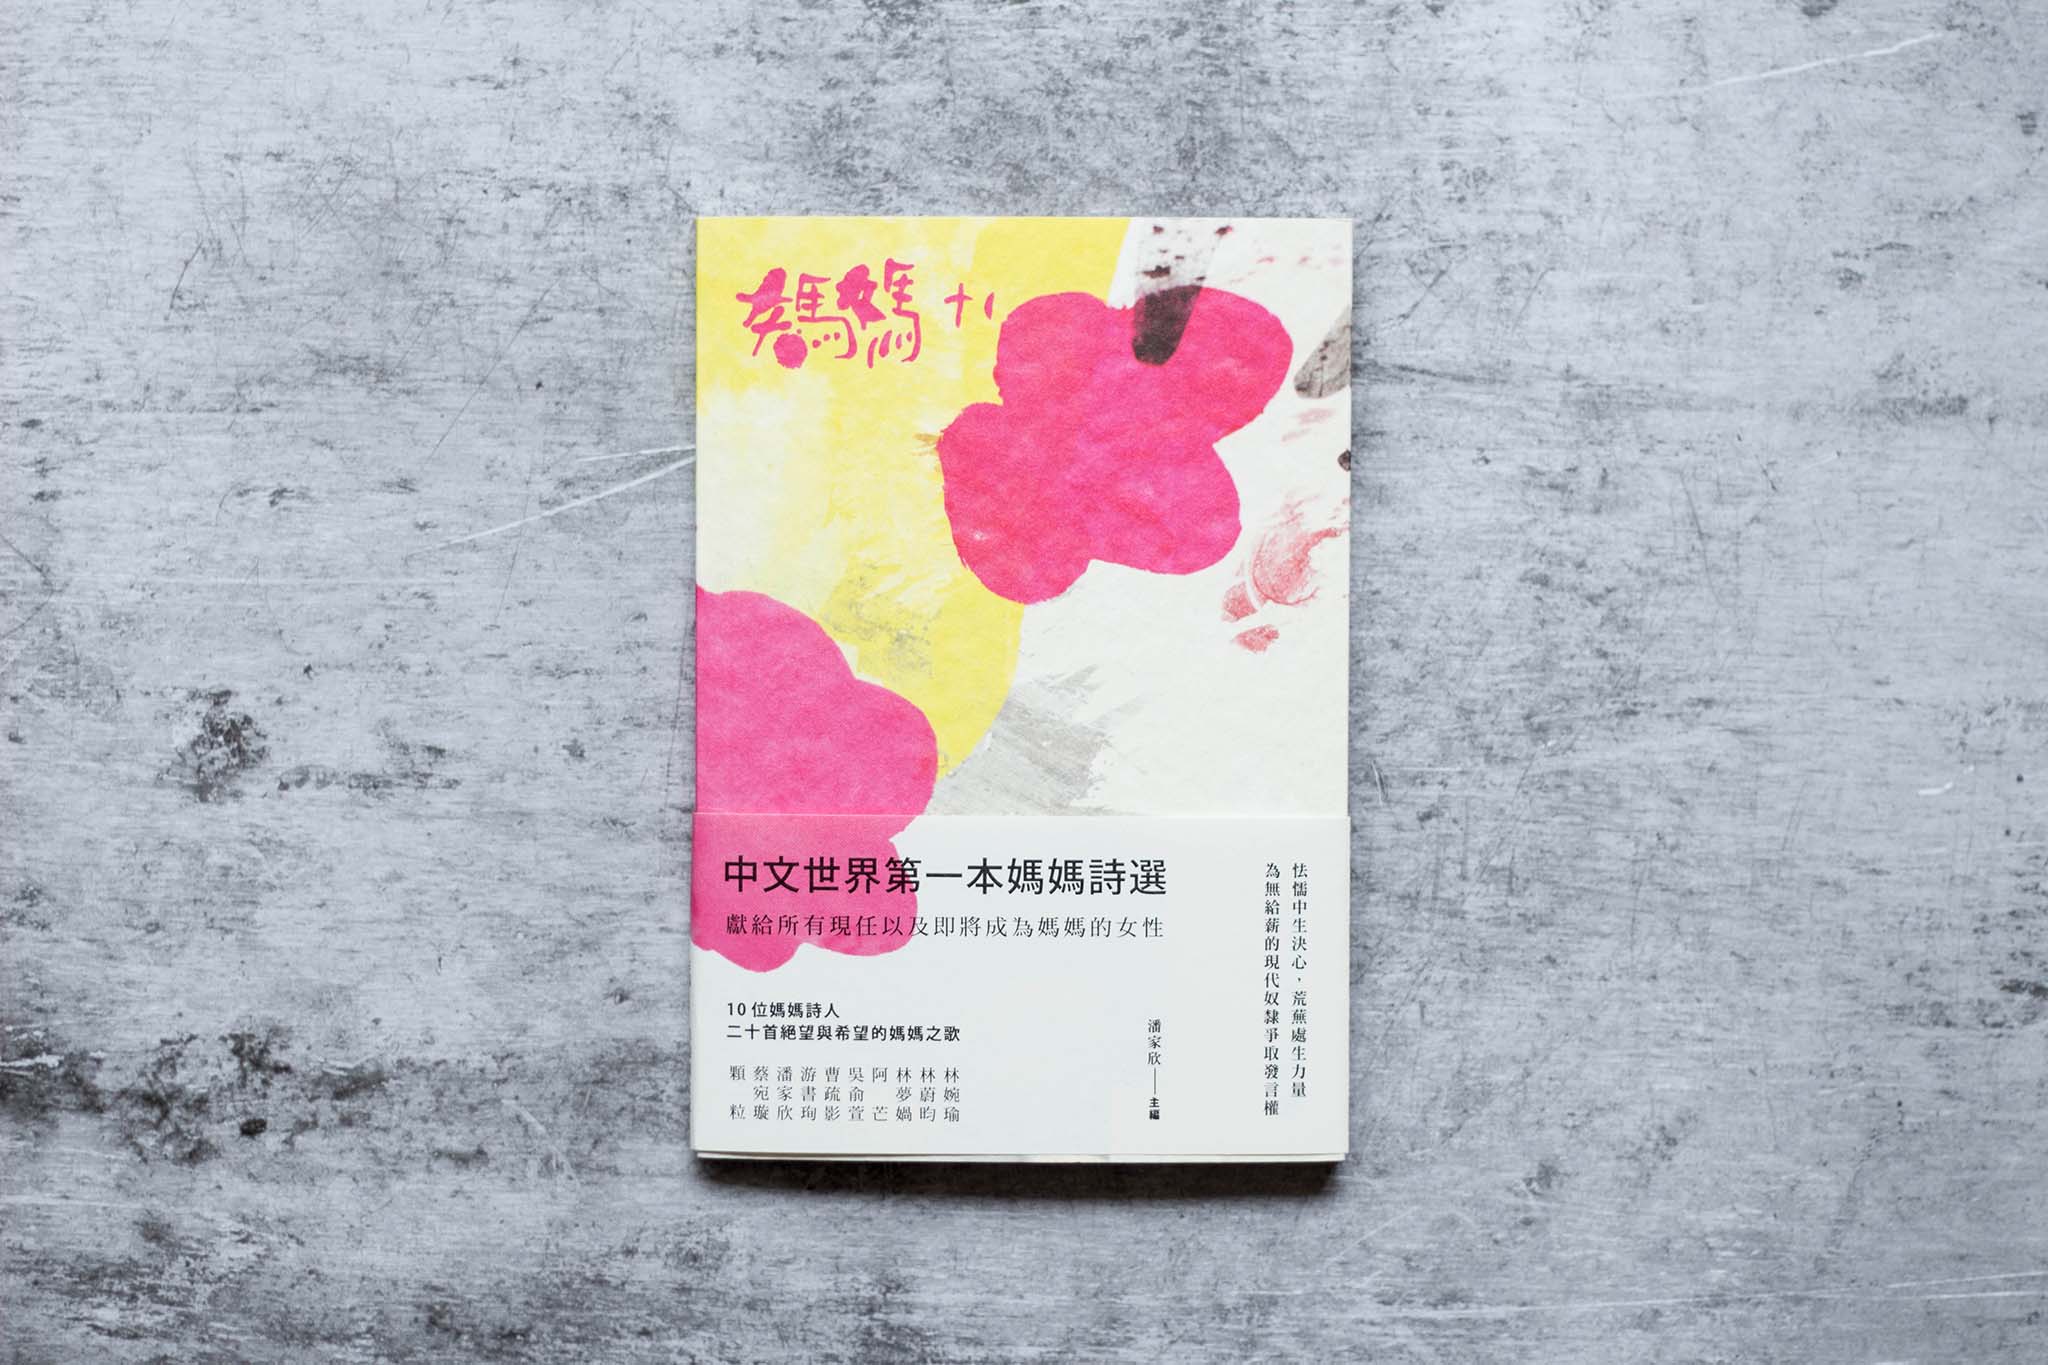 媽媽+1
中文世界第一本媽媽詩選
獻給所有現任以及即將成為媽媽的女性
怯懦中生決心，荒蕪處生力量
為無給薪的現代奴隸爭取發言權
10 位媽媽詩人
二十首絕望與希望的媽媽之歌
潘家欣——主編
林婉瑜
林蔚昀
林夢媧
阿芒
吳俞萱
曹疏影
游書珣
潘家欣
蔡宛璇
顆粒